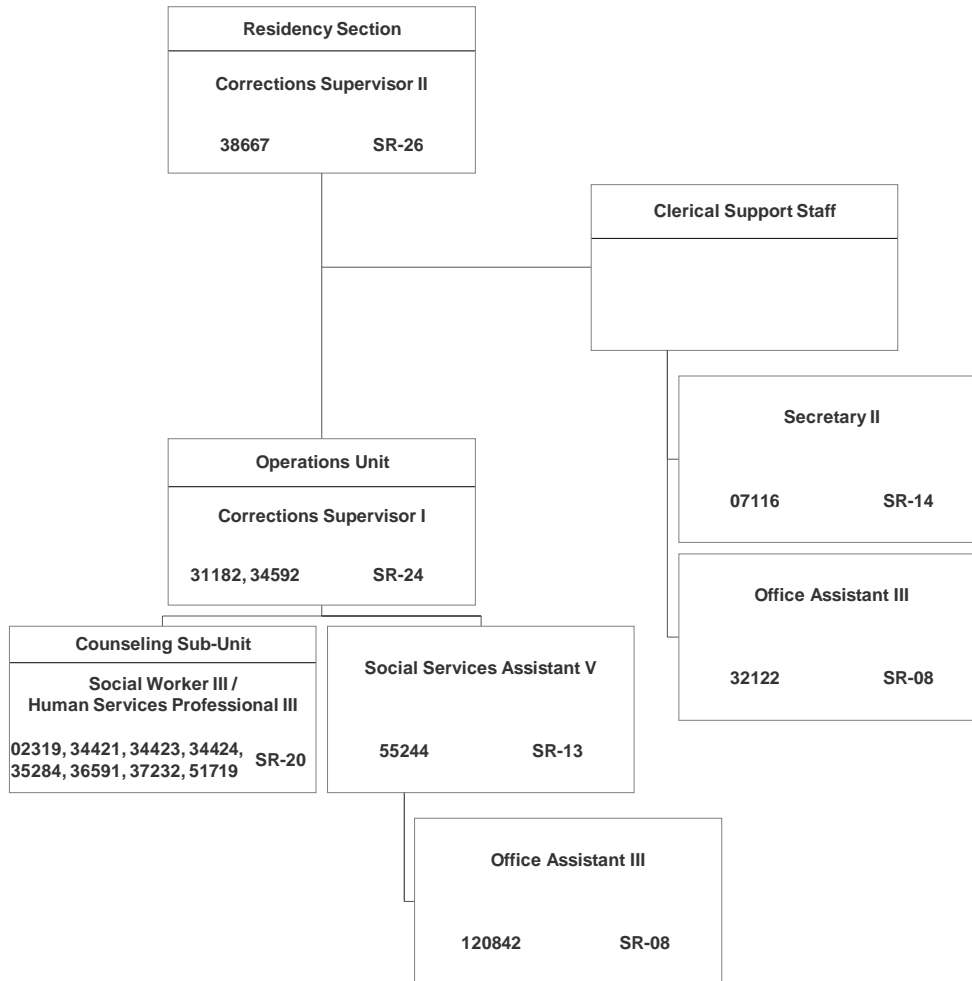 Residency Section
Corrections Supervisor II
38667 SR-26
Clerical Support Staff
Secretary II
07116 SR-14
Office Assistant III
32122 SR-08
Operations Unit
Corrections Supervisor I
31182, 34592 SR-24
Counseling Sub-Unit
Social Worker III /
Human Services Professional III
02319, 34421, 34423, 34424,
35284, 36591, 37232, 51719
SR-20
Social Services Assistant V
55244 SR-13
Office Assistant III
120842 SR-08